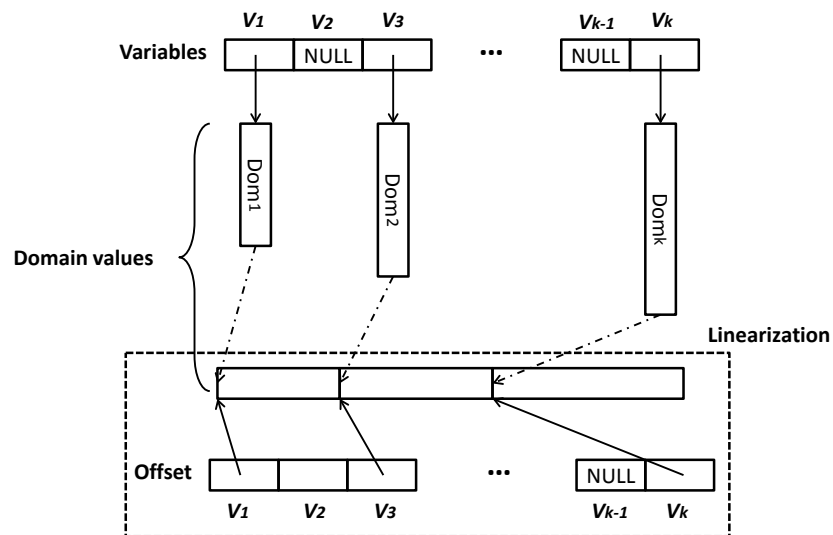 V1 V2 V3 Vk-1 Vk
Variables NULL ... NULL
Dom1 Dom2 Domk
Domain values
Linearization
Offset ... NULL
V1 V2 V3 Vk-1 Vk